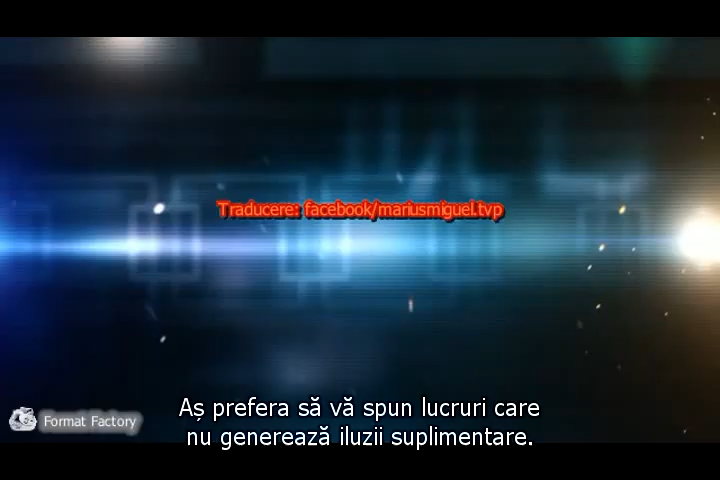 Traducere: facebook/mariusmiguel.tvp
Format Factory
Aș prefera să vă spun lucruri care
nu generează iluzii suplimentare.